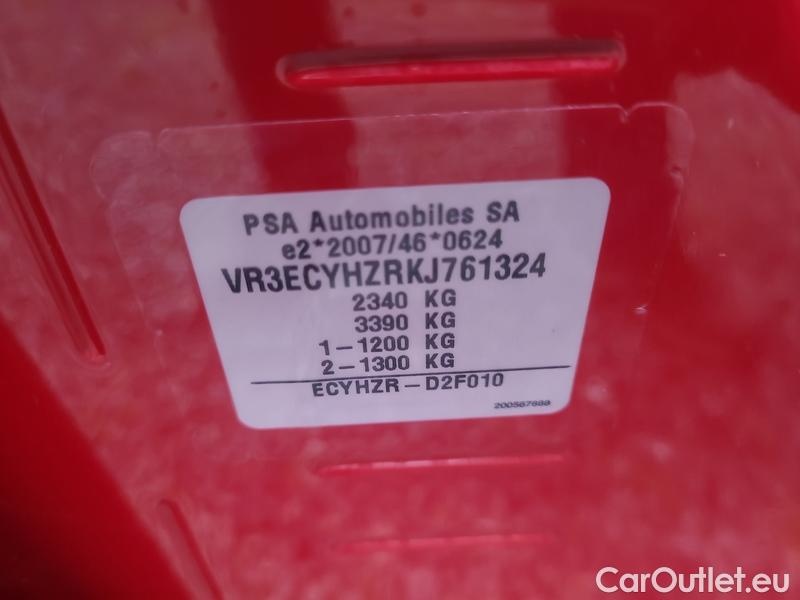 PSA Automobiles SA
e2*2007/46*0624
VR3ECYHZRKJ761324
2340 KG
3390 KG
1-1200 KG
2-1300 KG
ECYHZR-D2F010
200567688
CarOutlet.eu